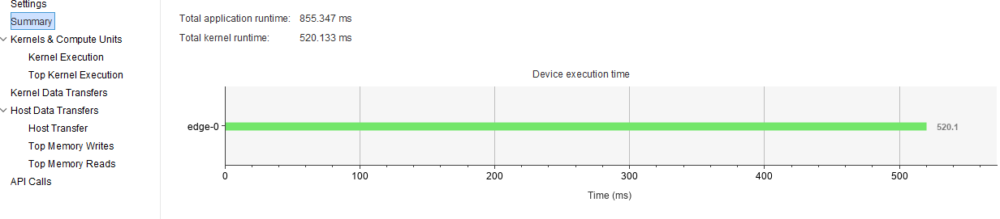 Settings
Summary
Kernels & Compute Units
Kernel Execution
Top Kernel Execution
Kernel Data Transfers
Host Data Transfers
Host Transfer
Top Memory Writes
Top Memory Reads
API Calls
Total application runtime: 855.347 ms
Total kernel runtime: 520.133 ms
Device execution time
edge-0 520.1
0 100 200 300 400 500
Time (ms)